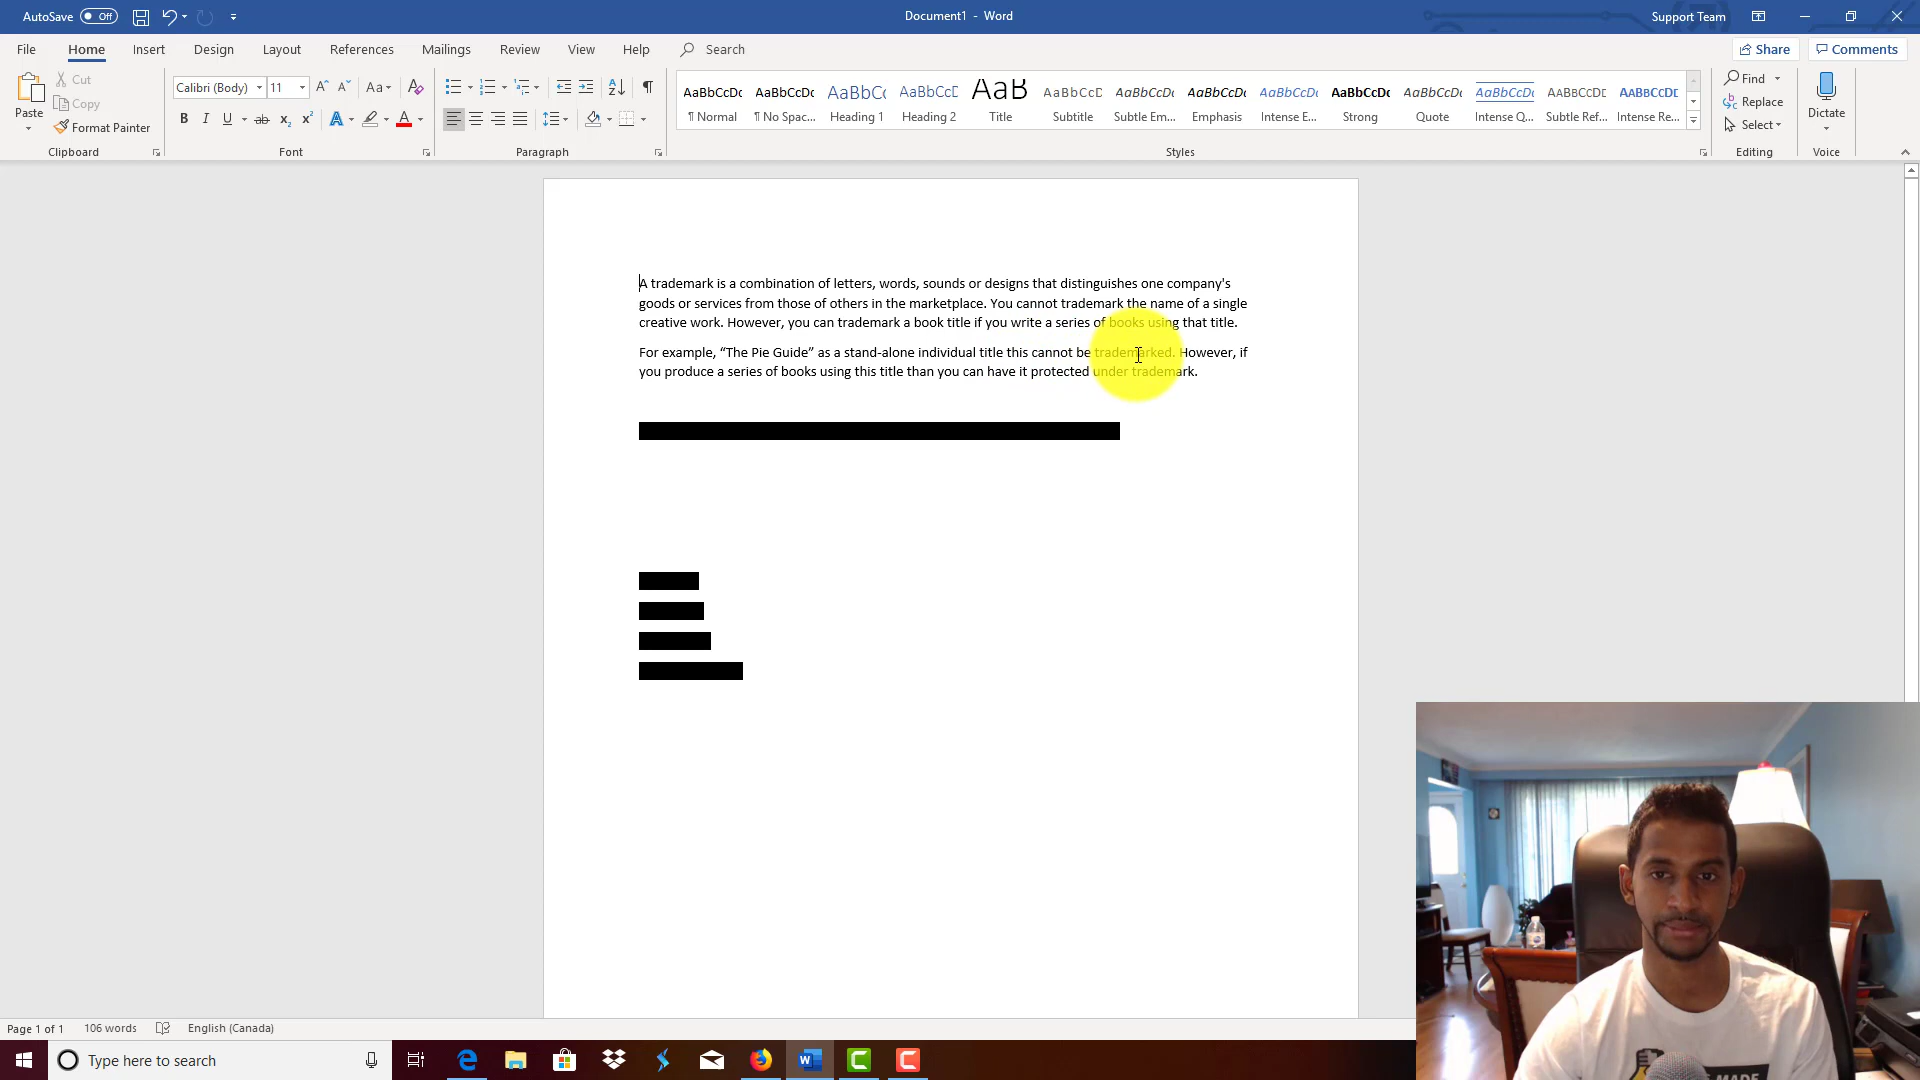 AutoSave Off
Document1 - Word
Support Team
File Home Insert Design Layout References Mailings Review View Help Search
Share Comments
Paste
Cut
Copy
Format Painter
Clipboard
Calibri (Body) 11
Font
Paragraph
AaBbCcDc AaBbCcDc AaBbCc AaBbCcD AaB AaBbCcD AaBbCcDc AaBbCcDc AaBbCcDc AaBbCcDc AaBbCcDc AaBbCcDc AABBCCDE AABBCCDE
¶ Normal ¶ No Spac... Heading 1 Heading 2 Title Subtitle Subtle Em... Emphasis Intense E... Strong Quote Intense Q... Subtle Ref... Intense Re...
Styles
Find
Replace
Select
Editing
Dictate
Voice
A trademark is a combination of letters, words, sounds or designs that distinguishes one company's
goods or services from those of others in the marketplace. You cannot trademark the name of a single
creative work. However, you can trademark a book title if you write a series of books using that title.
For example, “The Pie Guide” as a stand-alone individual title this cannot be trademarked. However, if
you produce a series of books using this title than you can have it protected under trademark.
Page 1 of 1 106 words English (Canada)
Type here to search